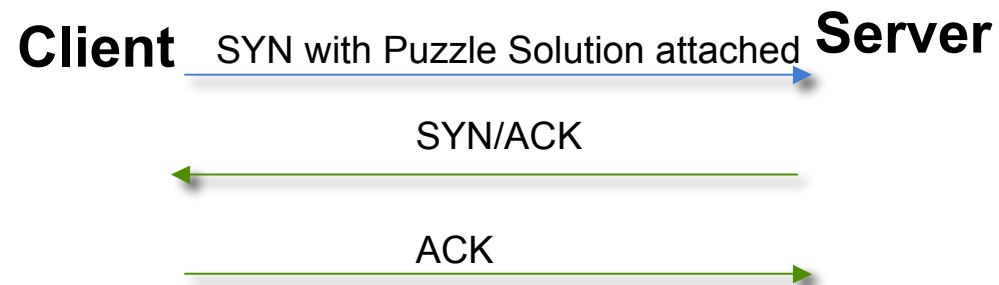 Client SYN with Puzzle Solution attached Server
SYN/ACK
ACK